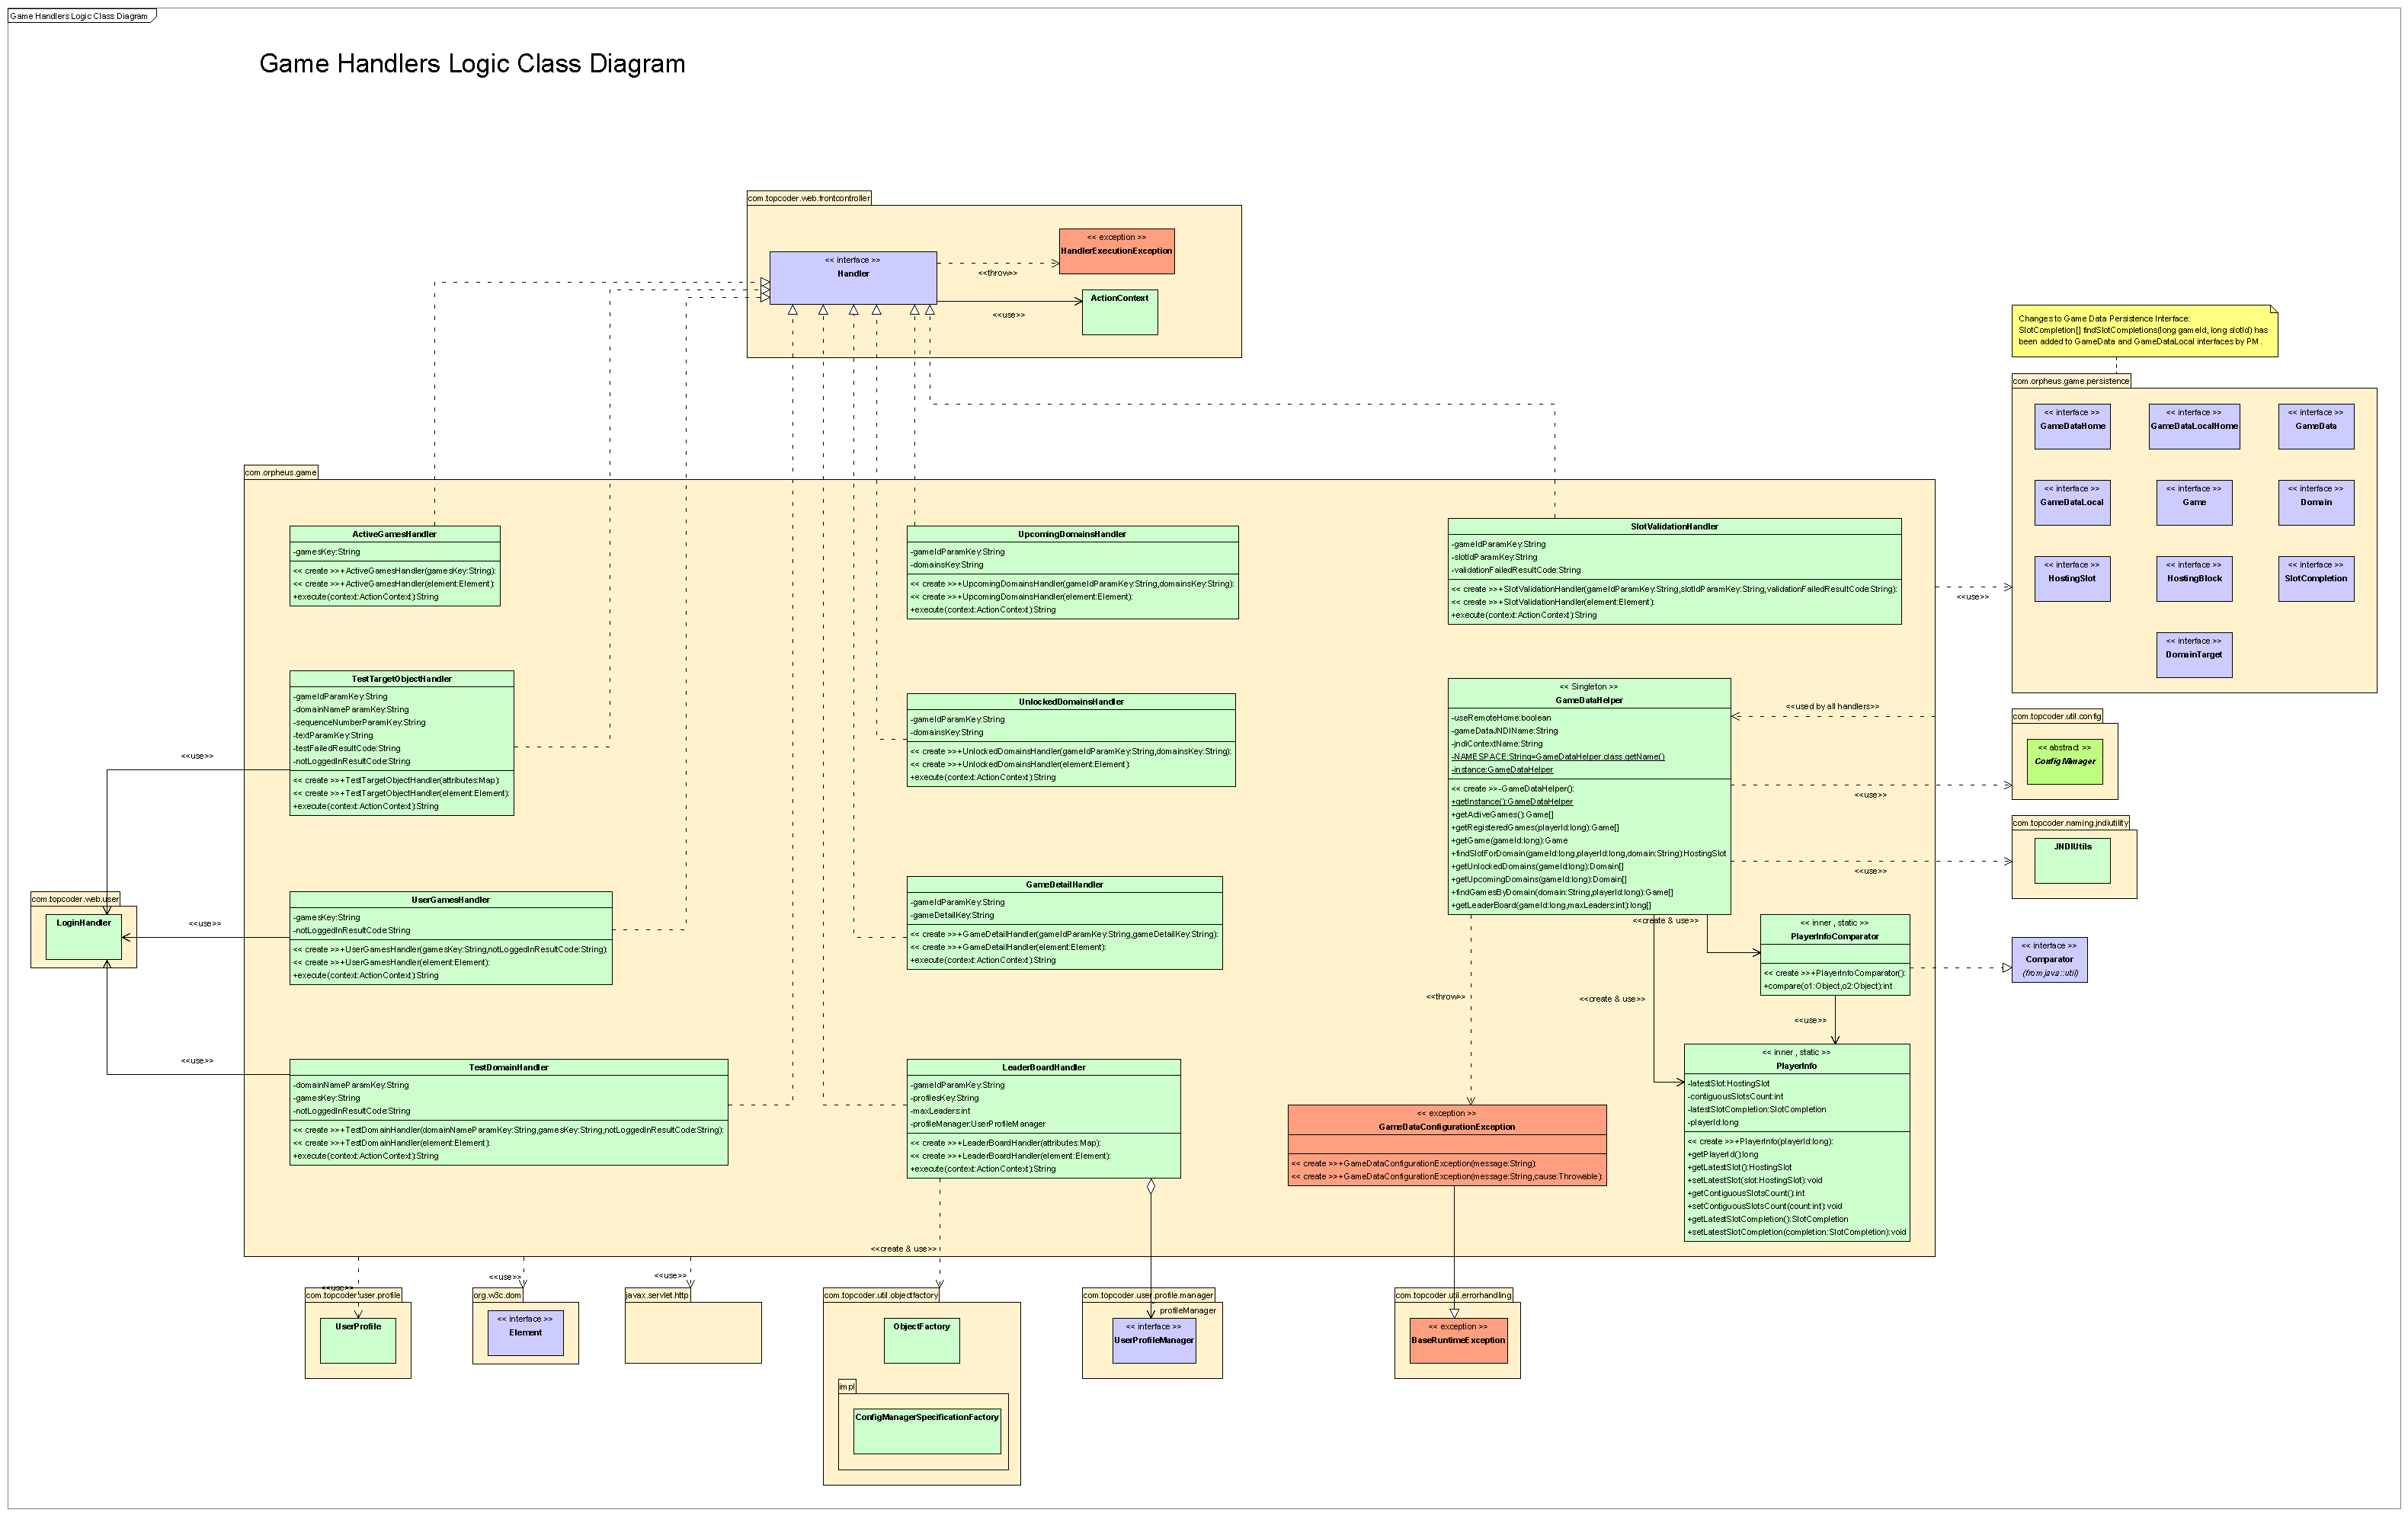 Game Handlers Logic Class Diagram
Game Handlers Logic Class Diagram
com.topcoder.web.frontcontroller
<< interface >>
Handler
<< exception >>
HandlerExecutionException
<<throw>>
ActionContext
<<use>>
Changes to Game Data Persistence Interface:
SlotCompletion[] findSlotCompletions(long gameId, long slotId) has
been added to GameData and GameDataLocal interfaces by PM .
com.orpheus.game.persistence
<< interface >>
GameDataHome
<< interface >>
GameDataLocalHome
<< interface >>
GameData
<< interface >>
GameDataLocal
<< interface >>
Game
<< interface >>
Domain
<< interface >>
HostingSlot
<< interface >>
HostingBlock
<< interface >>
SlotCompletion
<< interface >>
DomainTarget
<<use>>
com.orpheus.game
ActiveGamesHandler
-gamesKey:String
<< create >>+ActiveGamesHandler(gamesKey:String):
<< create >>+ActiveGamesHandler(element:Element):
+execute(context:ActionContext):String
UpcomingDomainsHandler
-gameIdParamKey:String
-domainsKey:String
<< create >>+UpcomingDomainsHandler(gameIdParamKey:String,domainsKey:String):
<< create >>+UpcomingDomainsHandler(element:Element):
+execute(context:ActionContext):String
SlotValidationHandler
-gameIdParamKey:String
-slotIdParamKey:String
-validationFailedResultCode:String
<< create >>+SlotValidationHandler(gameIdParamKey:String,slotIdParamKey:String,validationFailedResultCode:String):
<< create >>+SlotValidationHandler(element:Element):
+execute(context:ActionContext):String
TestTargetObjectHandler
-gameIdParamKey:String
-domainNameParamKey:String
-sequenceNumberParamKey:String
-textParamKey:String
-testFailedResultCode:String
-notLoggedInResultCode:String
<< create >>+TestTargetObjectHandler(attributes:Map):
<< create >>+TestTargetObjectHandler(element:Element):
+execute(context:ActionContext):String
<<use>>
UnlockedDomainsHandler
-gameIdParamKey:String
-domainsKey:String
<< create >>+UnlockedDomainsHandler(gameIdParamKey:String,domainsKey:String):
<< create >>+UnlockedDomainsHandler(element:Element):
+execute(context:ActionContext):String
<< Singleton >>
GameDataHelper
-useRemoteHome:boolean
-gameDataJNDIName:String
-jndiContextName:String
-NAMESPACE:String=GameDataHelper.class.getName()
-instance:GameDataHelper
<< create >>-GameDataHelper():
+getInstance():GameDataHelper
+getActiveGames():Game[]
+getRegisteredGames(playerId:long):Game[]
+getGame(gameId:long):Game
+findSlotForDomain(gameId:long,playerId:long,domain:String):HostingSlot
+getUnlockedDomains(gameId:long):Domain[]
+getUpcomingDomains(gameId:long):Domain[]
+findGamesByDomain(domain:String,playerId:long):Game[]
+getLeaderBoard(gameId:long,maxLeaders:int):long[]
<<used by all handlers>>
com.topcoder.util.config
<< abstract >>
ConfigManager
<<use>>
com.topcoder.naming.jndiutility
JNDIUtils
<<use>>
com.topcoder.web.user
LoginHandler
<<use>>
UserGamesHandler
-gamesKey:String
-notLoggedInResultCode:String
<< create >>+UserGamesHandler(gamesKey:String,notLoggedInResultCode:String):
<< create >>+UserGamesHandler(element:Element):
+execute(context:ActionContext):String
GameDetailHandler
-gameIdParamKey:String
-gameDetailKey:String
<< create >>+GameDetailHandler(gameIdParamKey:String,gameDetailKey:String):
<< create >>+GameDetailHandler(element:Element):
+execute(context:ActionContext):String
<<create & use>>
<< inner , static >>
PlayerInfoComparator
<< create >>+PlayerInfoComparator():
+compare(o1:Object,o2:Object):int
<< interface >>
Comparator
(from java::util)
<<throw>>
<<create & use>>
<<use>>
<<use>>
TestDomainHandler
-domainNameParamKey:String
-gamesKey:String
-notLoggedInResultCode:String
<< create >>+TestDomainHandler(domainNameParamKey:String,gamesKey:String,notLoggedInResultCode:String):
<< create >>+TestDomainHandler(element:Element):
+execute(context:ActionContext):String
LeaderBoardHandler
-gameIdParamKey:String
-profilesKey:String
-maxLeaders:int
-profileManager:UserProfileManager
<< create >>+LeaderBoardHandler(attributes:Map):
<< create >>+LeaderBoardHandler(element:Element):
+execute(context:ActionContext):String
<< exception >>
GameDataConfigurationException
<< create >>+GameDataConfigurationException(message:String):
<< create >>+GameDataConfigurationException(message:String,cause:Throwable):
<< inner , static >>
PlayerInfo
-latestSlot:HostingSlot
-contiguousSlotsCount:int
-latestSlotCompletion:SlotCompletion
-playerId:long
<< create >>+PlayerInfo(playerId:long):
+getPlayerId():long
+getLatestSlot():HostingSlot
+setLatestSlot(slot:HostingSlot):void
+getContiguousSlotsCount():int
+setContiguousSlotsCount(count:int):void
+getLatestSlotCompletion():SlotCompletion
+setLatestSlotCompletion(completion:SlotCompletion):void
<<create & use>>
<<use>>
<<use>>
<<use>>
com.topcoder.user.profile
UserProfile
org.w3c.dom
<< interface >>
Element
javax.servlet.http
com.topcoder.util.objectfactory
ObjectFactory
impl
ConfigManagerSpecificationFactory
com.topcoder.user.profile.manager
profileManager
<< interface >>
UserProfileManager
com.topcoder.util.errorhandling
<< exception >>
BaseRuntimeException